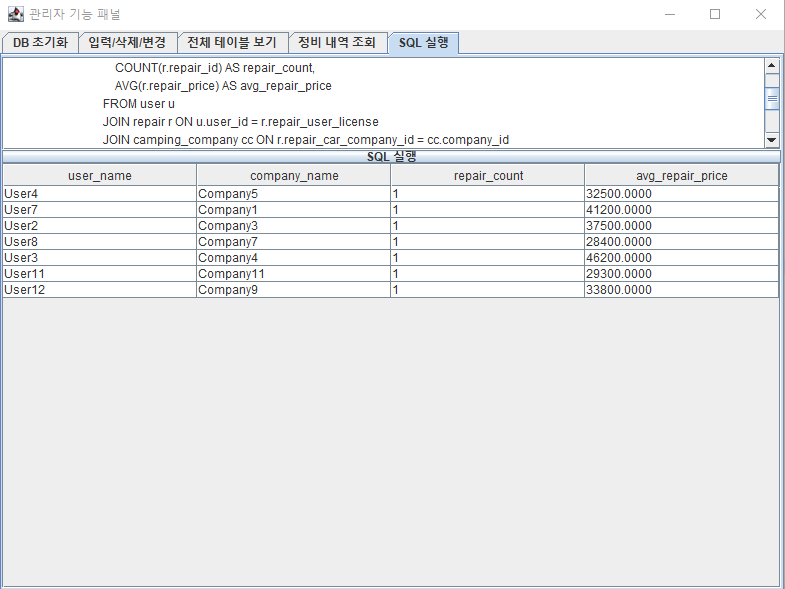 관리자 기능 패널
DB 초기화 입력/삭제/변경 전체 테이블 보기 정비 내역 조회 SQL 실행
COUNT(r.repair_id) AS repair_count,
AVG(r.repair_price) AS avg_repair_price
FROM user u
JOIN repair r ON u.user_id = r.repair_user_license
JOIN camping_company cc ON r.repair_car_company_id = cc.company_id
SQL 실행
user_name company_name repair_count avg_repair_price
User4 Company5 1 32500.0000
User7 Company1 1 41200.0000
User2 Company3 1 37500.0000
User8 Company7 1 28400.0000
User3 Company4 1 46200.0000
User11 Company11 1 29300.0000
User12 Company9 1 33800.0000